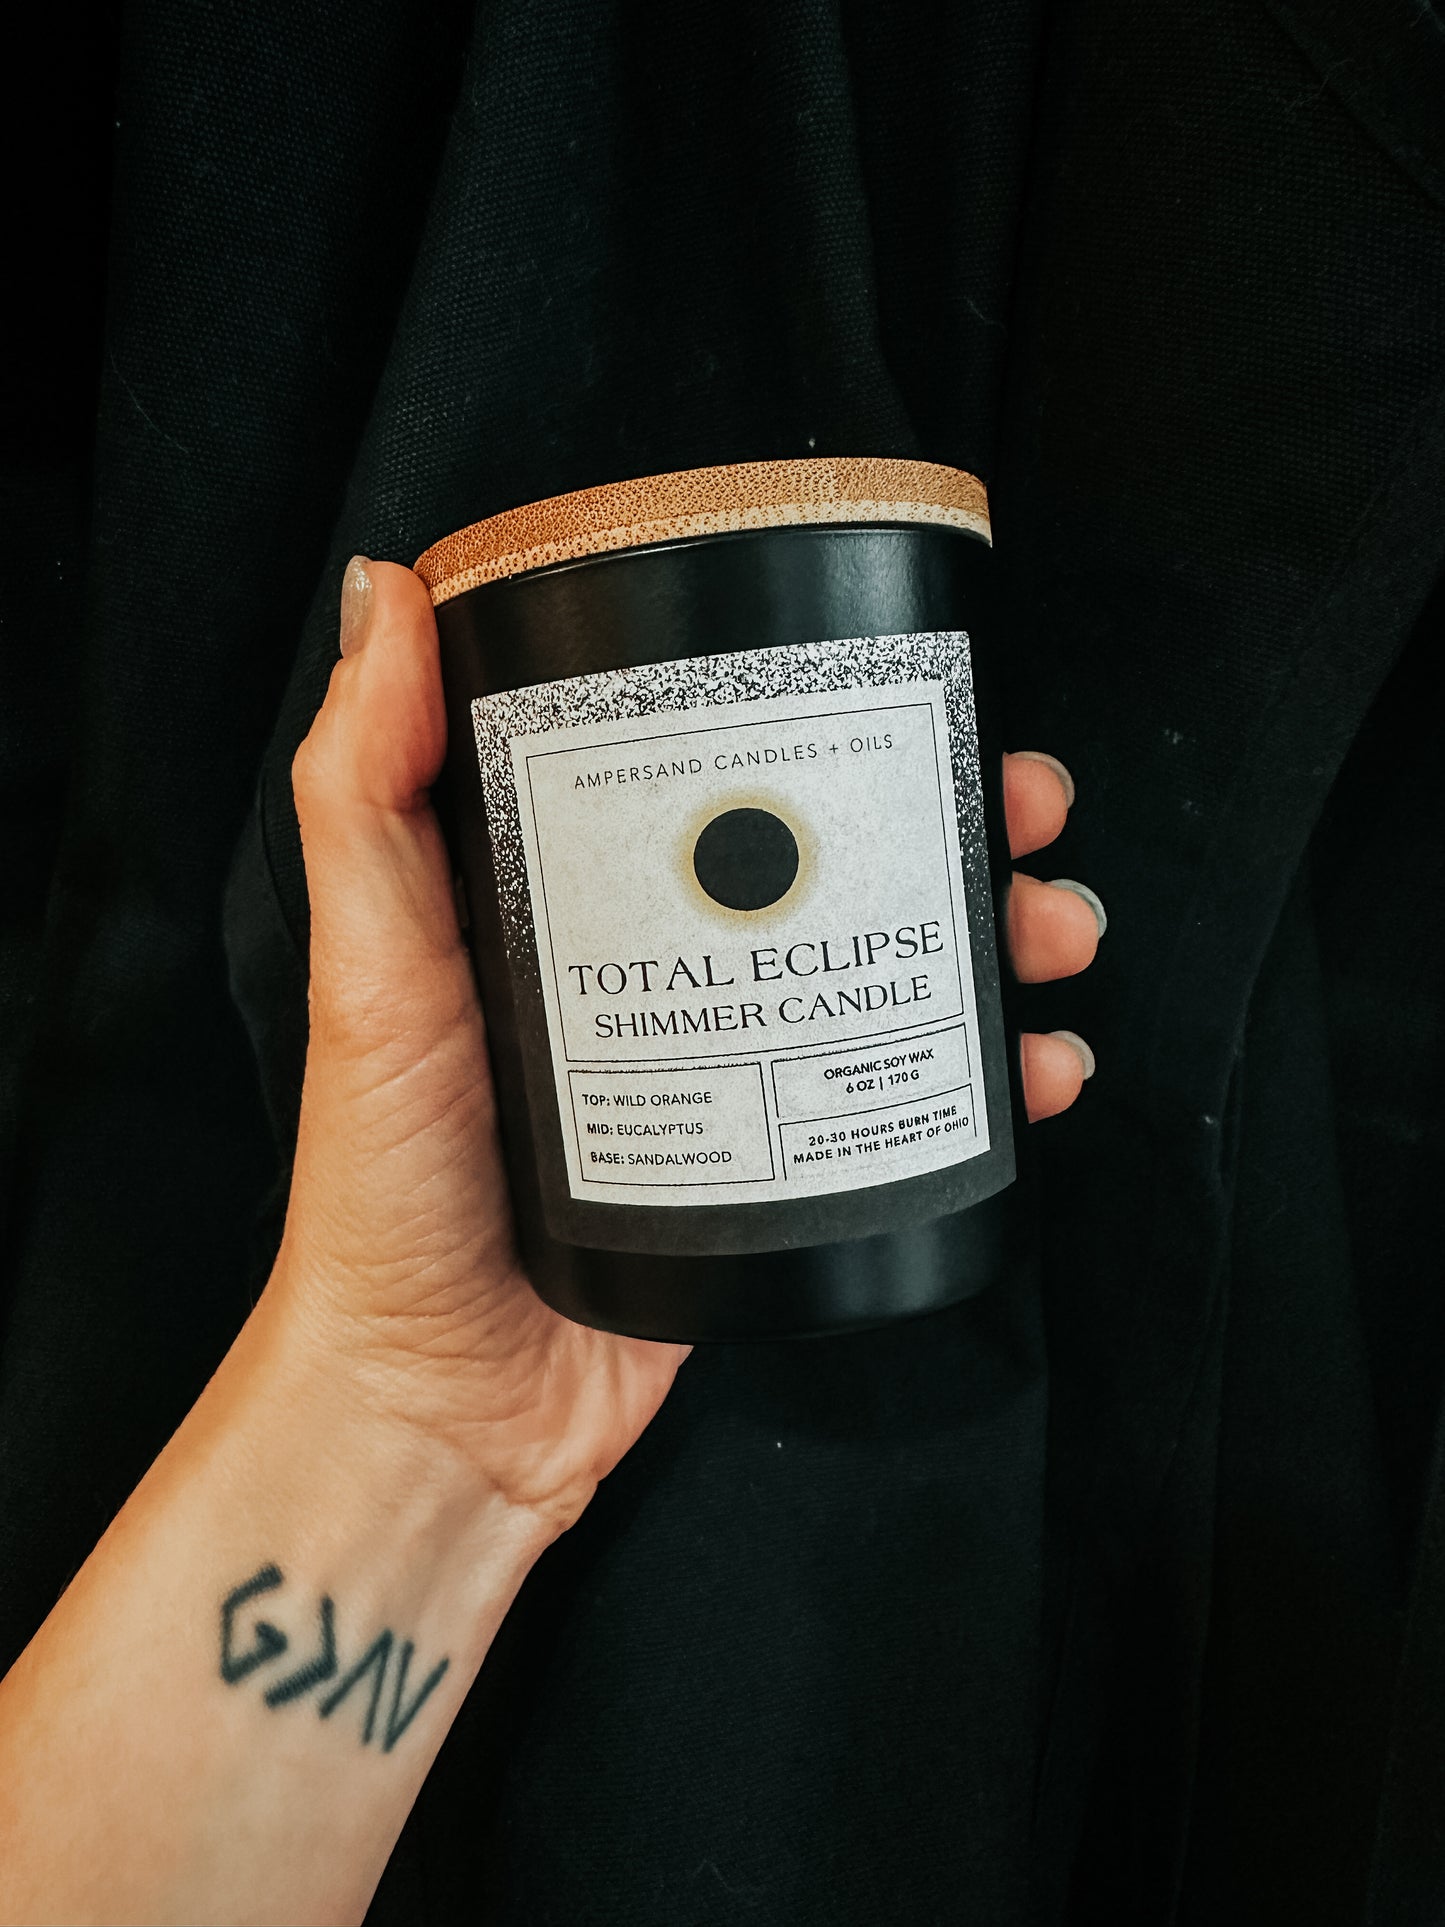 AMPERSAND CANDLES + OILS
TOTAL ECLIPSE
SHIMMER CANDLE
TOP: WILD ORANGE
MID: EUCALYPTUS
BASE: SANDALWOOD
ORGANIC SOY WAX
6 OZ | 170 G
20-30 HOURS BURN TIME
MADE IN THE HEART OF OHIO
G>ΛV